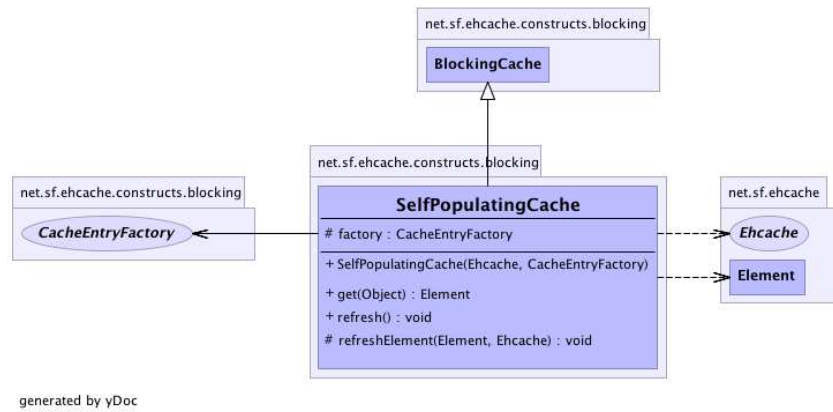 net.sf.ehcache.constructs.blocking
BlockingCache
net.sf.ehcache.constructs.blocking
net.sf.ehcache.constructs.blocking
CacheEntryFactory
SelfPopulatingCache
# factory : CacheEntryFactory
+ SelfPopulatingCache(Ehcache, CacheEntryFactory)
+ get(Object) : Element
+ refresh() : void
# refreshElement(Element, Ehcache) : void
net.sf.ehcache
Ehcache
Element
generated by yDoc